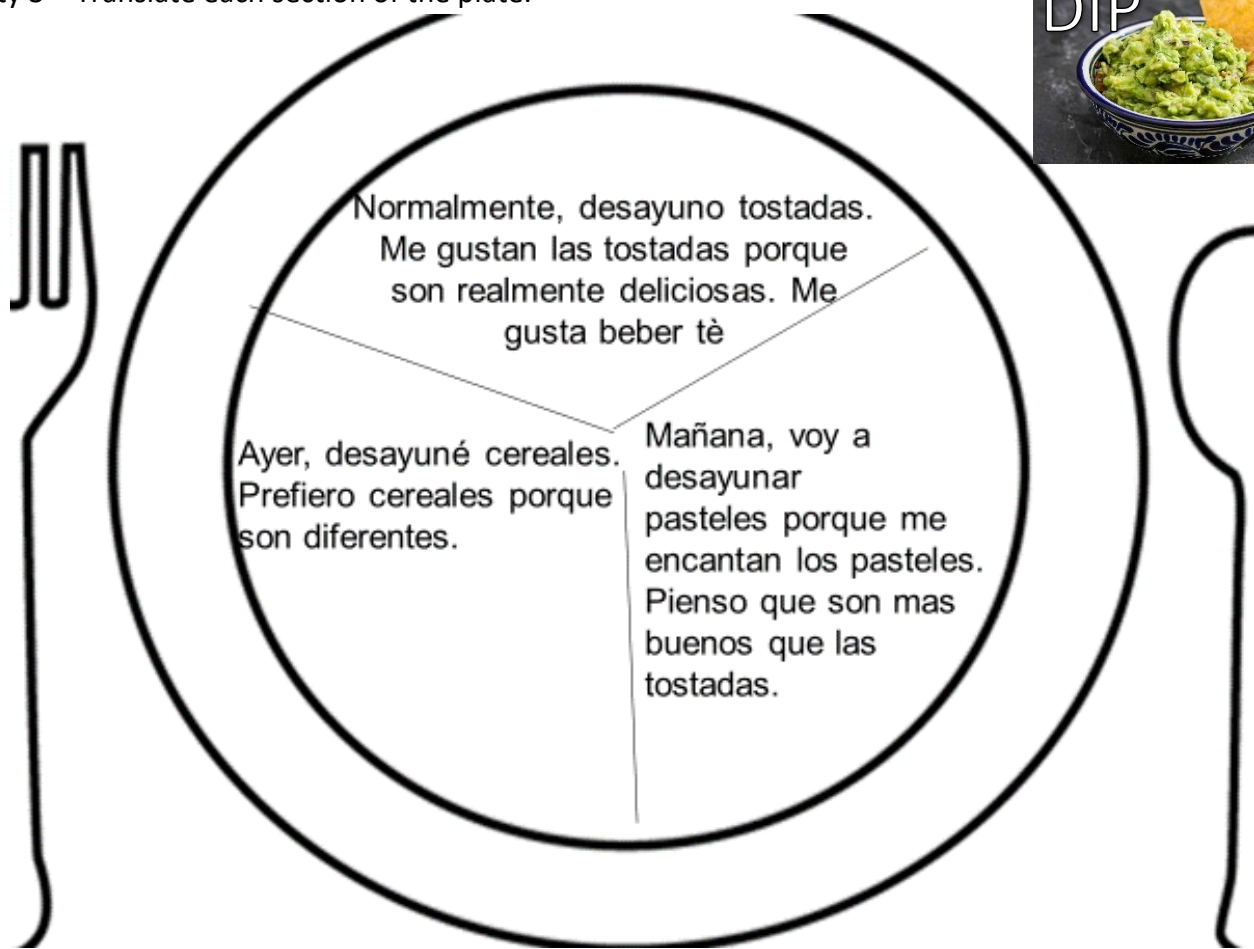 ty 3 – Translate each section of the plate.
DIP
Normalmente, desayuno tostadas.
Me gustan las tostadas porque
son realmente deliciosas. Me
gusta beber tè
Ayer, desayuné cereales.
Prefiero cereales porque
son diferentes.
Mañana, voy a
desayunar
pasteles porque me
encantan los pasteles.
Pienso que son mas
buenos que las
tostadas.